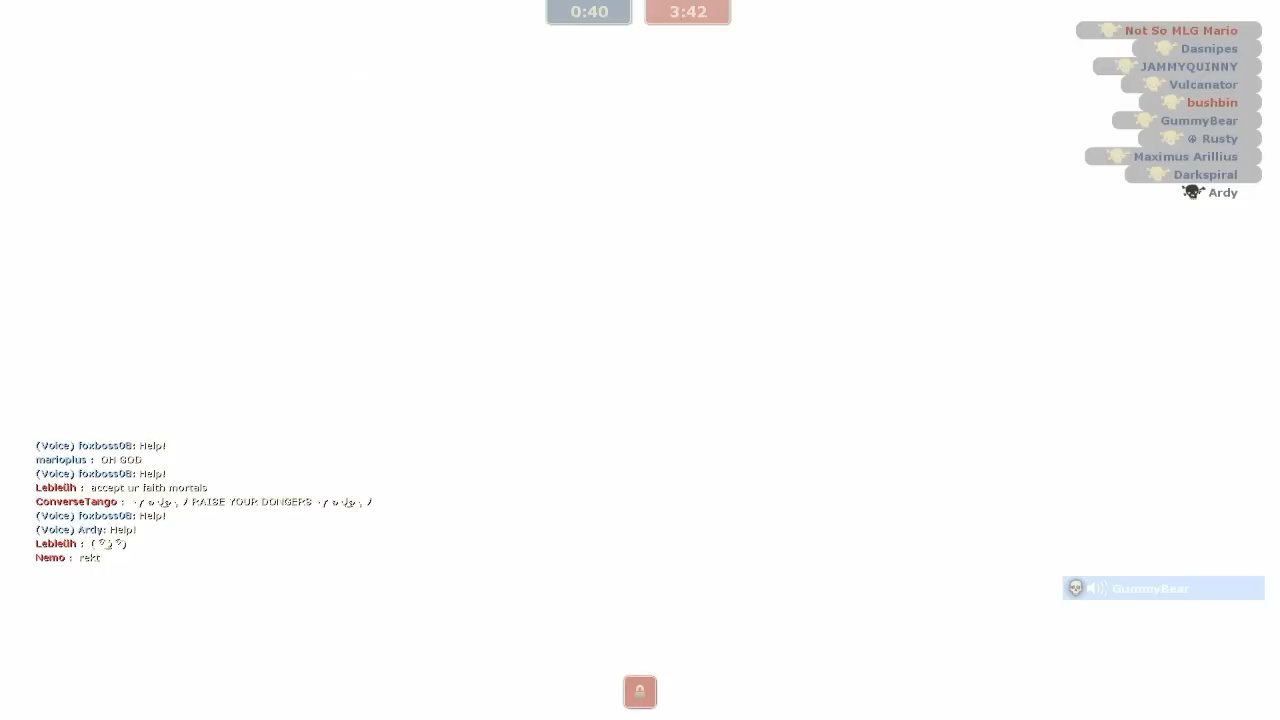 0:40 3:42
Not So MLG Mario
Dasnipes
JAMMYQUINNY
Vulcanator
bushbin
GummyBear
☮ Rusty
Maximus Arillius
Darkspiral
Ardy
(Voice) foxboss08: Help!
marioplus : OH GOD
(Voice) foxboss08: Help!
Lebleüh : accept ur faith mortals
ConverseTango : RAISE YOUR DONGERS
(Voice) foxboss08: Help!
(Voice) Ardy: Help!
Lebleüh : ( ͡° ͜ʖ ͡°)
Nemo : rekt
GummyBear